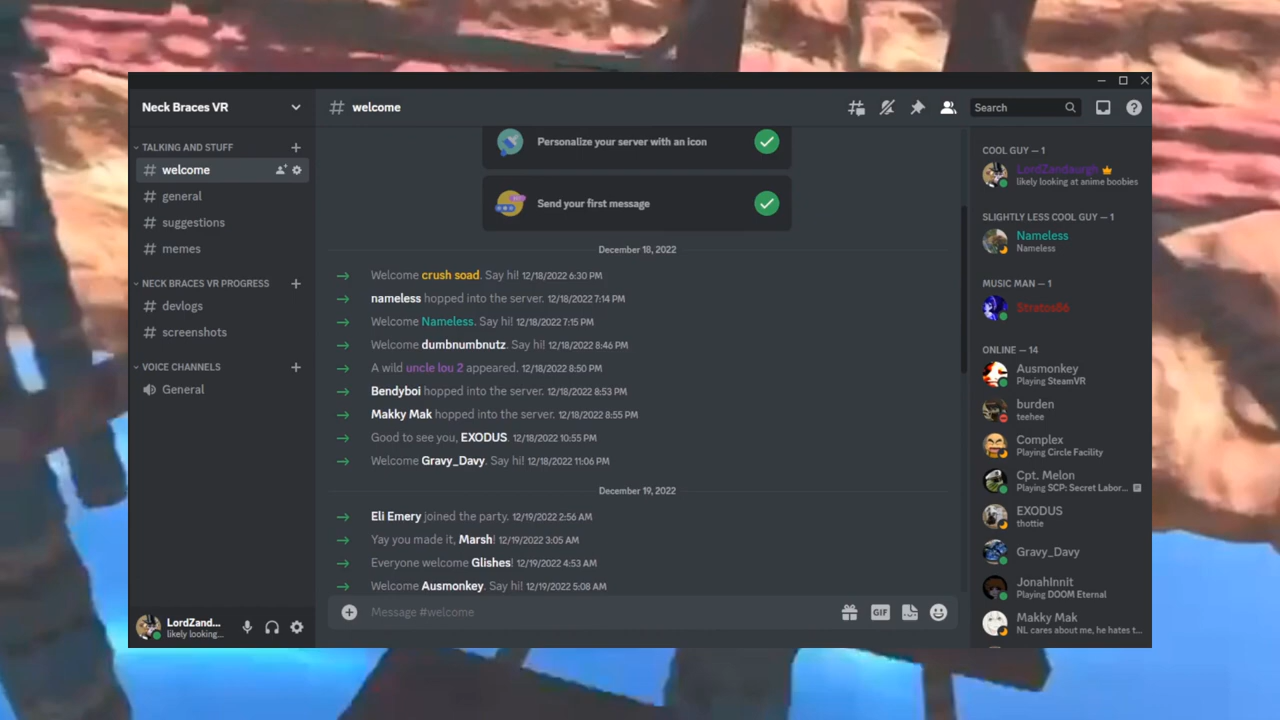 Neck Braces VR
welcome
Search
TALKING AND STUFF
welcome
general
suggestions
memes
NECK BRACES VR PROGRESS
devlogs
screenshots
VOICE CHANNELS
General
LordZand...
likely looking...
Personalize your server with an icon
Send your first message
December 18, 2022
Welcome crush soad. Say hi! 12/18/2022 6:30 PM
nameless hopped into the server. 12/18/2022 7:14 PM
Welcome Nameless. Say hi! 12/18/2022 7:15 PM
Welcome dumbnumbnutz. Say hi! 12/18/2022 8:46 PM
A wild uncle lou 2 appeared. 12/18/2022 8:50 PM
Bendyboi hopped into the server. 12/18/2022 8:53 PM
Makky Mak hopped into the server. 12/18/2022 8:55 PM
Good to see you, EXODUS. 12/18/2022 10:55 PM
Welcome Gravy_Davy. Say hi! 12/18/2022 11:06 PM
December 19, 2022
Eli Emery joined the party. 12/19/2022 2:56 AM
Yay you made it, Marsh! 12/19/2022 3:05 AM
Everyone welcome Glishes! 12/19/2022 4:53 AM
Welcome Ausmonkey. Say hi! 12/19/2022 5:08 AM
Message #welcome
GIF
COOL GUY — 1
LordZandaurgh
likely looking at anime boobies
SLIGHTLY LESS COOL GUY — 1
Nameless
Nameless
MUSIC MAN — 1
Stratos56
ONLINE — 14
Ausmonkey
Playing SteamVR
burden
teehee
Complex
Playing Circle Facility
Cpt. Melon
Playing SCP: Secret Labor...
EXODUS
thottie
Gravy_Davy
JonahInnit
Playing DOOM Eternal
Makky Mak
NL cares about me, he hates t...